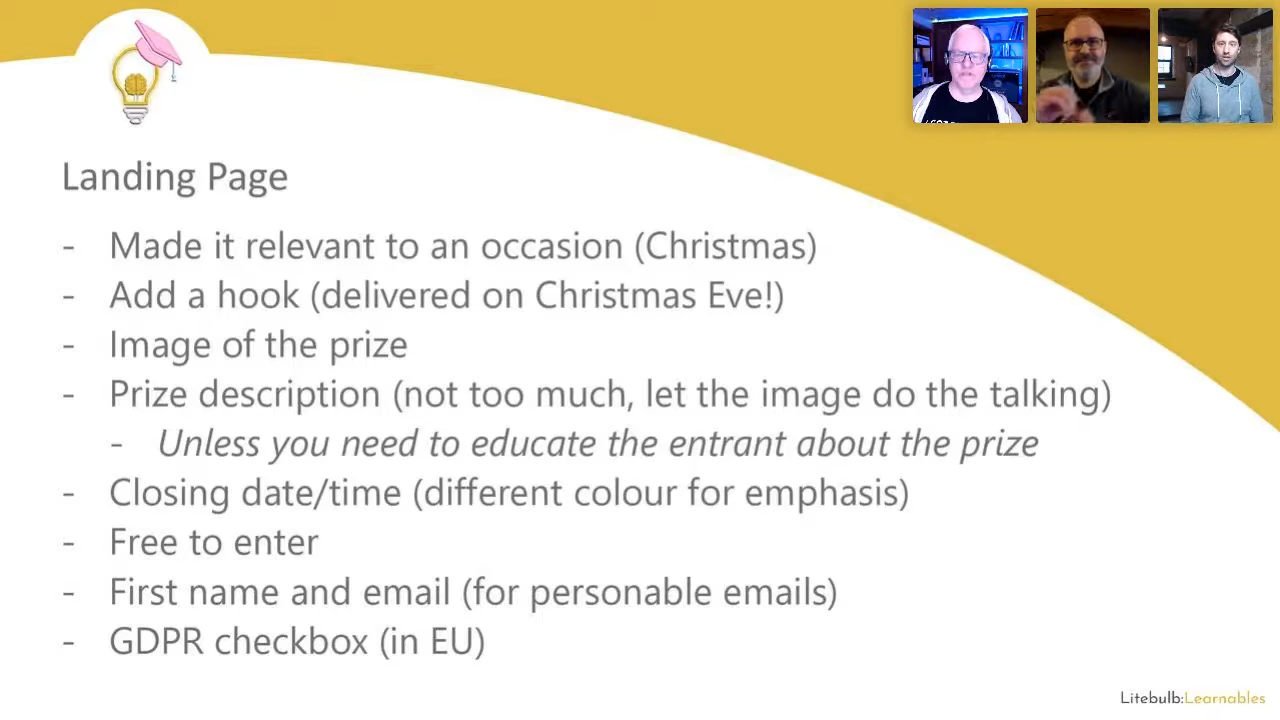 Landing Page
- Made it relevant to an occasion (Christmas)
- Add a hook (delivered on Christmas Eve!)
- Image of the prize
- Prize description (not too much, let the image do the talking)
- Unless you need to educate the entrant about the prize
- Closing date/time (different colour for emphasis)
- Free to enter
- First name and email (for personable emails)
- GDPR checkbox (in EU)
Litebulb:Learnables